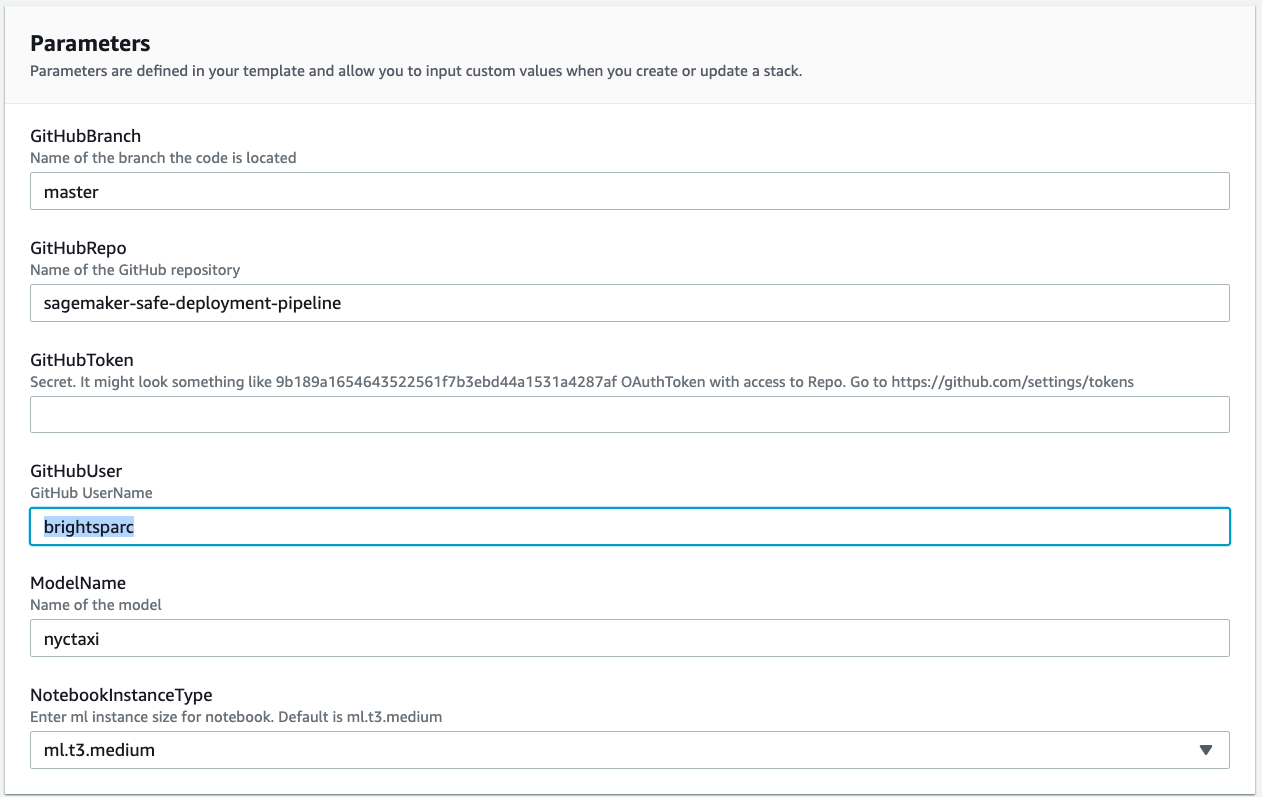 Parameters
Parameters are defined in your template and allow you to input custom values when you create or update a stack.
GitHubBranch
Name of the branch the code is located
master
GitHubRepo
Name of the GitHub repository
sagemaker-safe-deployment-pipeline
GitHubToken
Secret. It might look something like 9b189a1654643522561f7b3ebd44a1531a4287af OAuthToken with access to Repo. Go to https://github.com/settings/tokens
GitHubUser
GitHub UserName
brightsparc
ModelName
Name of the model
nyctaxi
NotebookInstanceType
Enter ml instance size for notebook. Default is ml.t3.medium
ml.t3.medium